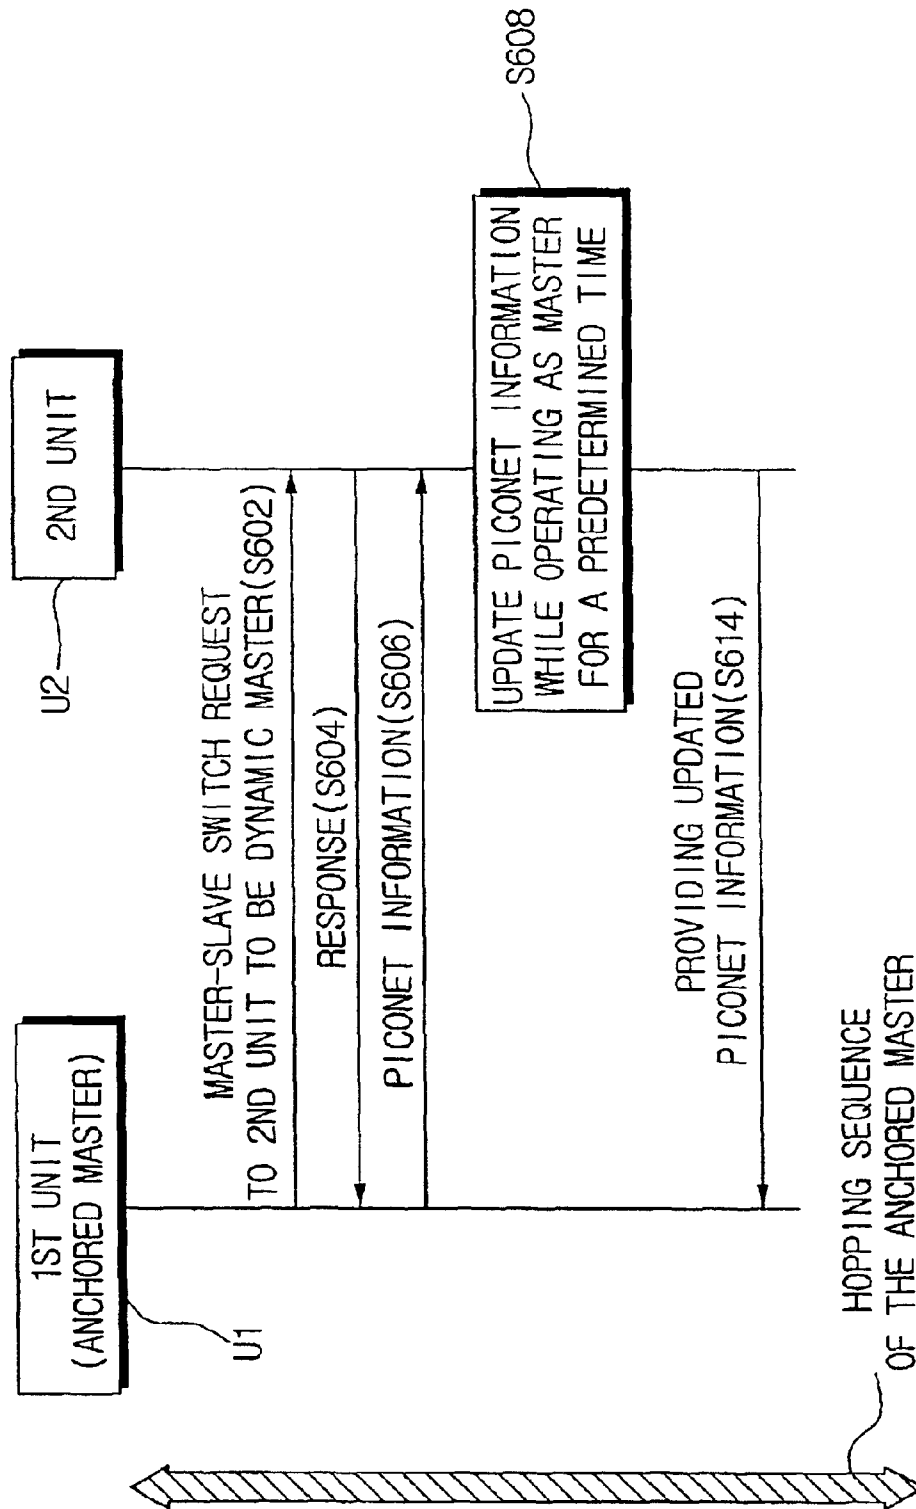 1ST UNIT
(ANCHORED MASTER)
U1
2ND UNIT
U2
MASTER-SLAVE SWITCH REQUEST
TO 2ND UNIT TO BE DYNAMIC MASTER(S602)
RESPONSE(S604)
PICONET INFORMATION(S606)
UPDATE PICONET INFORMATION
WHILE OPERATING AS MASTER
FOR A PREDETERMINED TIME
S608
PROVIDING UPDATED
PICONET INFORMATION(S614)
HOPPING SEQUENCE
OF THE ANCHORED MASTER